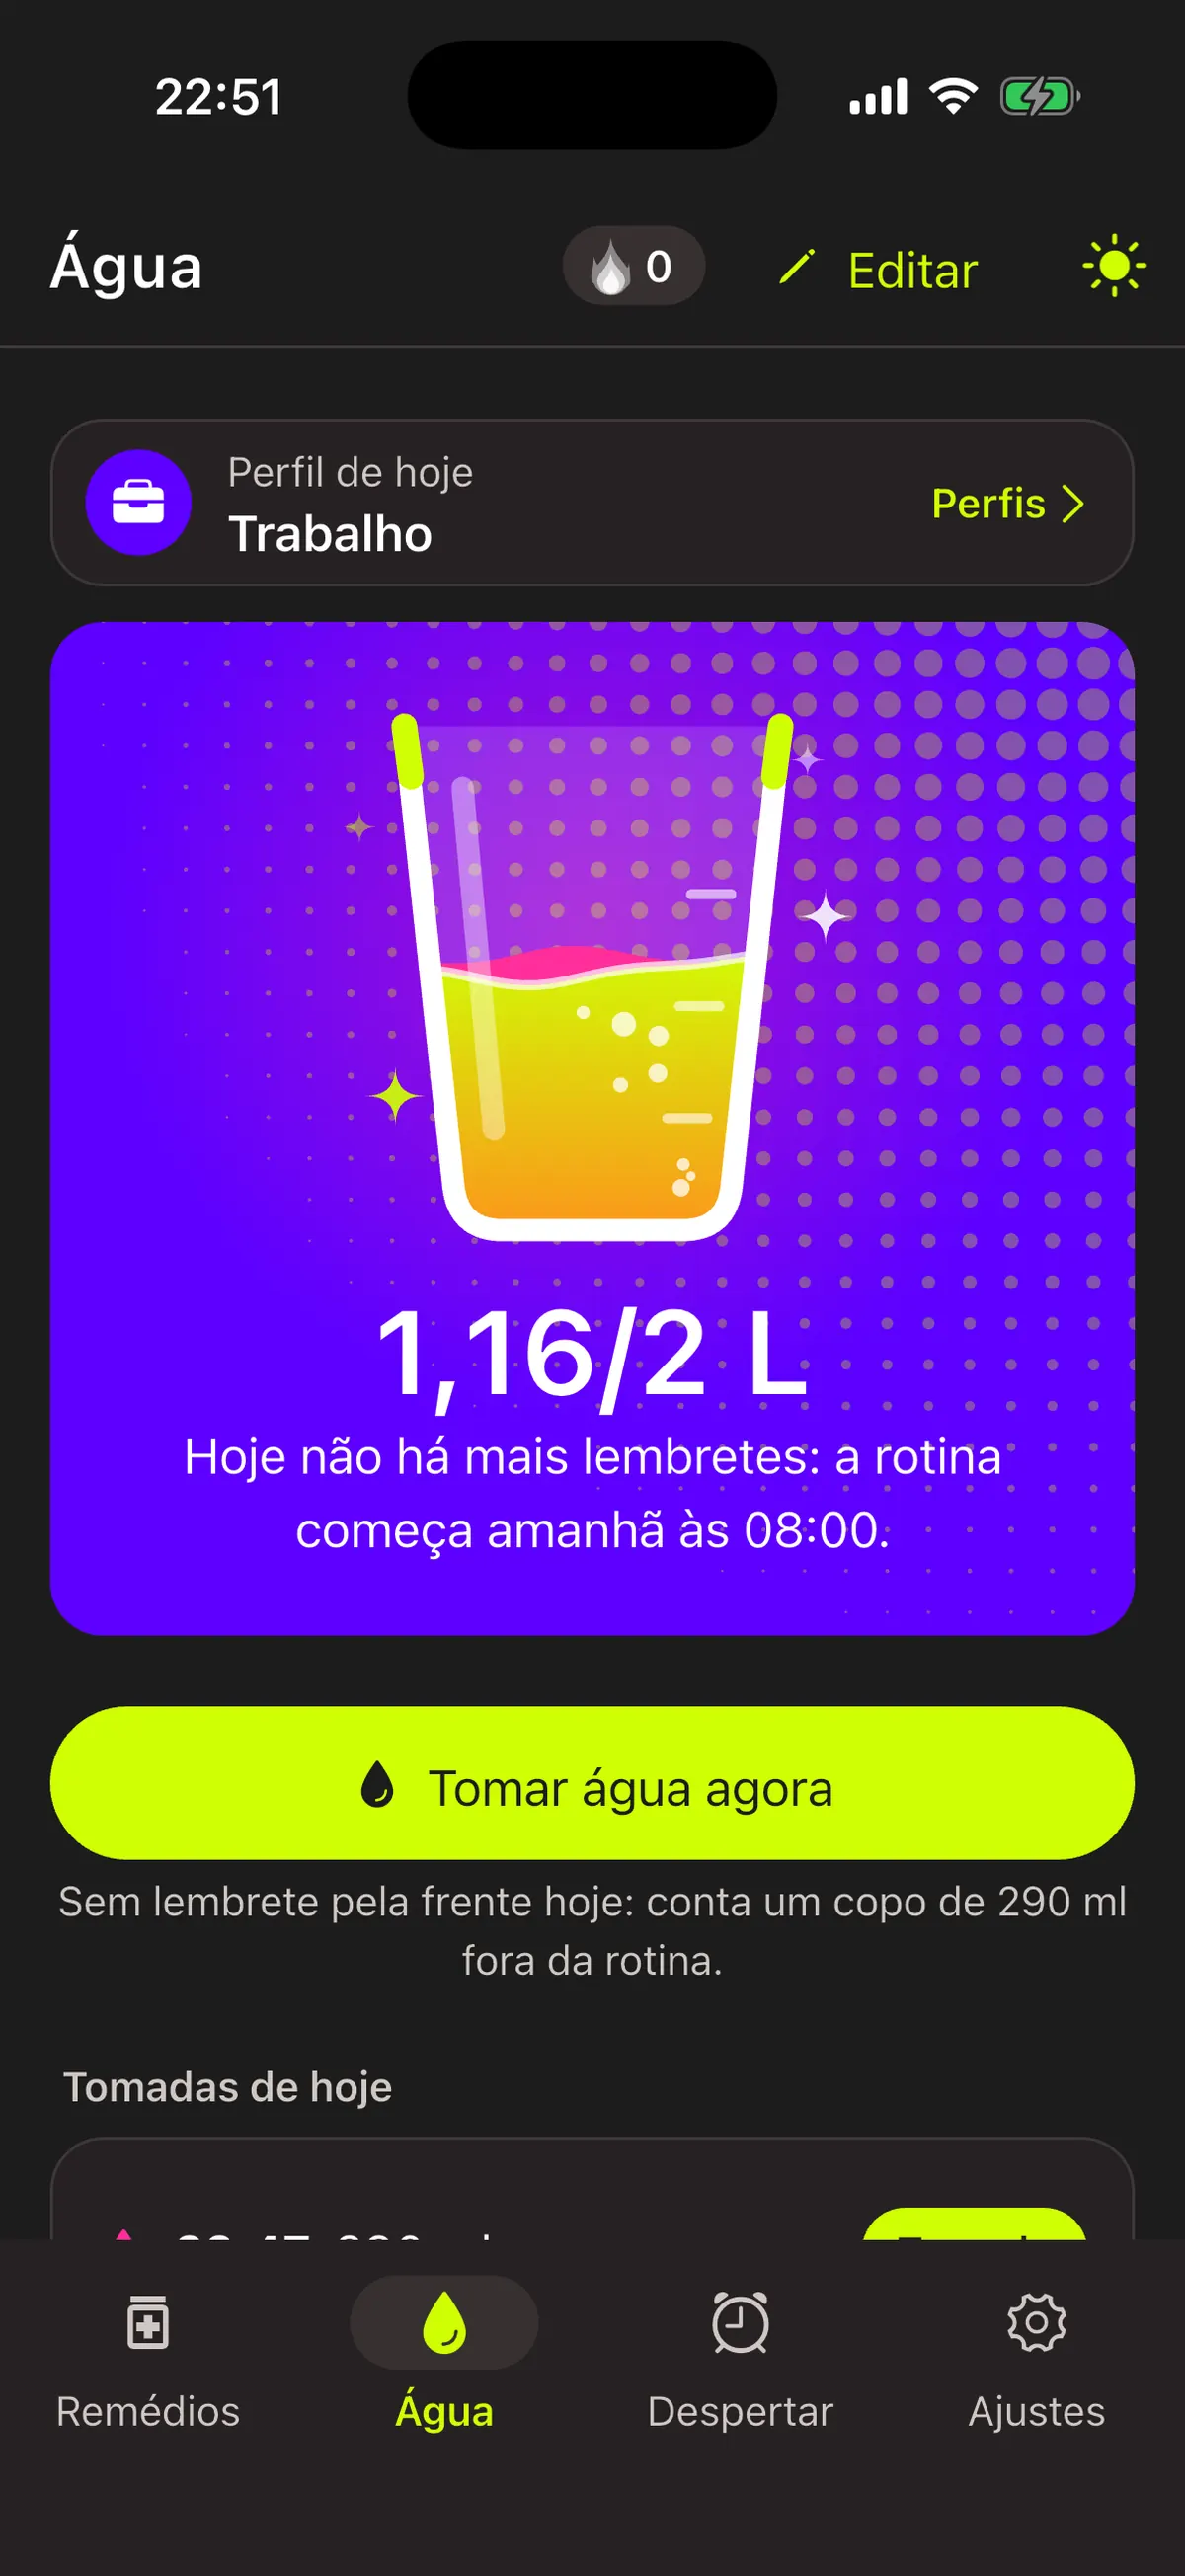 22:51
Água
0
Editar
Perfil de hoje
Trabalho
Perfis
1,16/2 L
Hoje não há mais lembretes: a rotina
começa amanhã às 08:00.
Tomar água agora
Sem lembrete pela frente hoje: conta um copo de 290 ml
fora da rotina.
Tomadas de hoje
Remédios
Água
Despertar
Ajustes